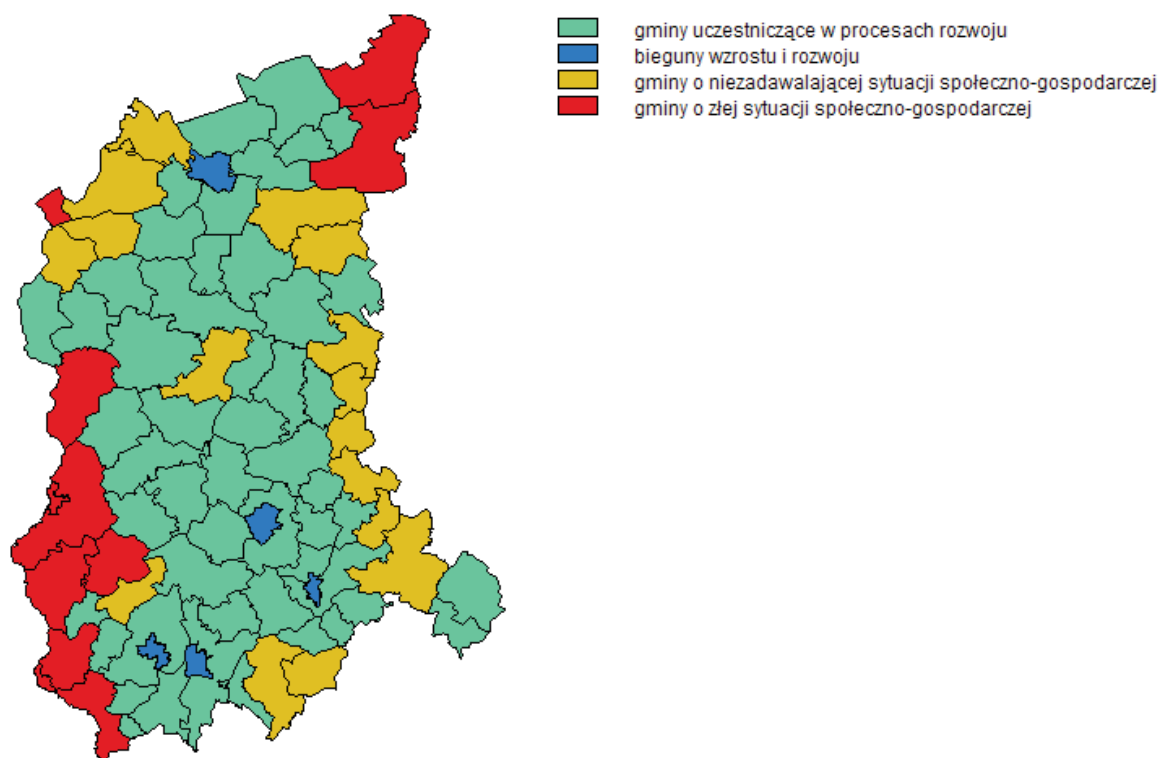 gminy uczestniczące w procesach rozwoju
bieguny wzrostu i rozwoju
gminy o niezadawalającej sytuacji społeczno-gospodarczej
gminy o złej sytuacji społeczno-gospodarczej